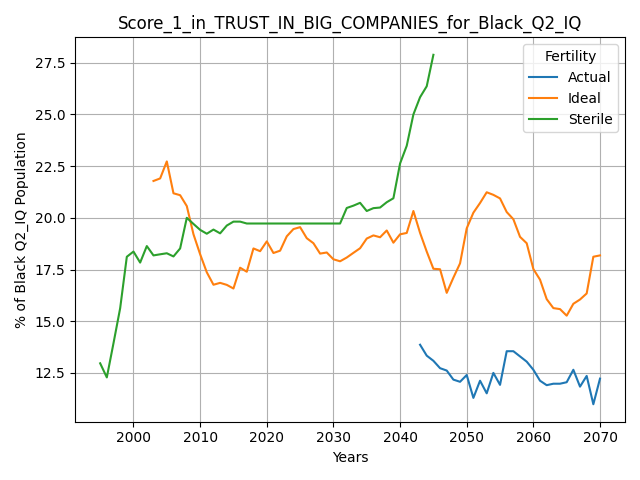 Score_1_in_TRUST_IN_BIG_COMPANIES_for_Black_Q2_IQ
Fertility
Actual
Ideal
Sterile
% of Black Q2_IQ Population
27.5
25.0
22.5
20.0
17.5
15.0
12.5
2000 2010 2020 2030 2040 2050 2060 2070
Years